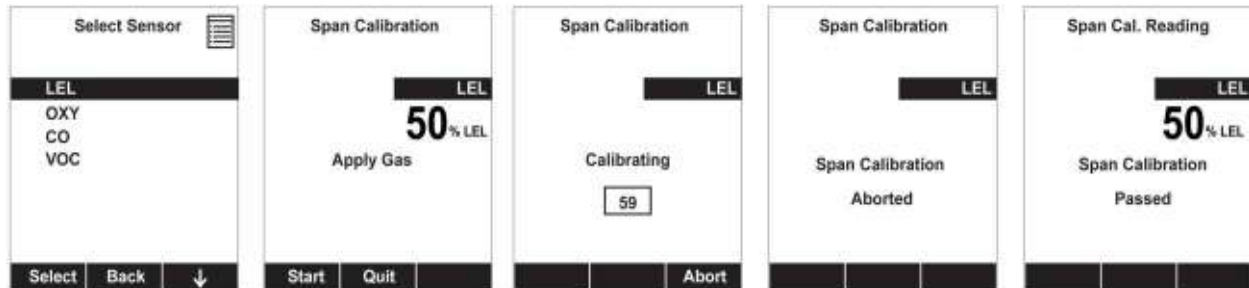 Select Sensor
LEL
OXY
CO
VOC
Select Back ↓
Span Calibration
LEL
50 % LEL
Apply Gas
Start Quit
Span Calibration
LEL
Calibrating
59
Abort
Span Calibration
LEL
Span Calibration
Aborted
Span Cal. Reading
LEL
50 % LEL
Span Calibration
Passed